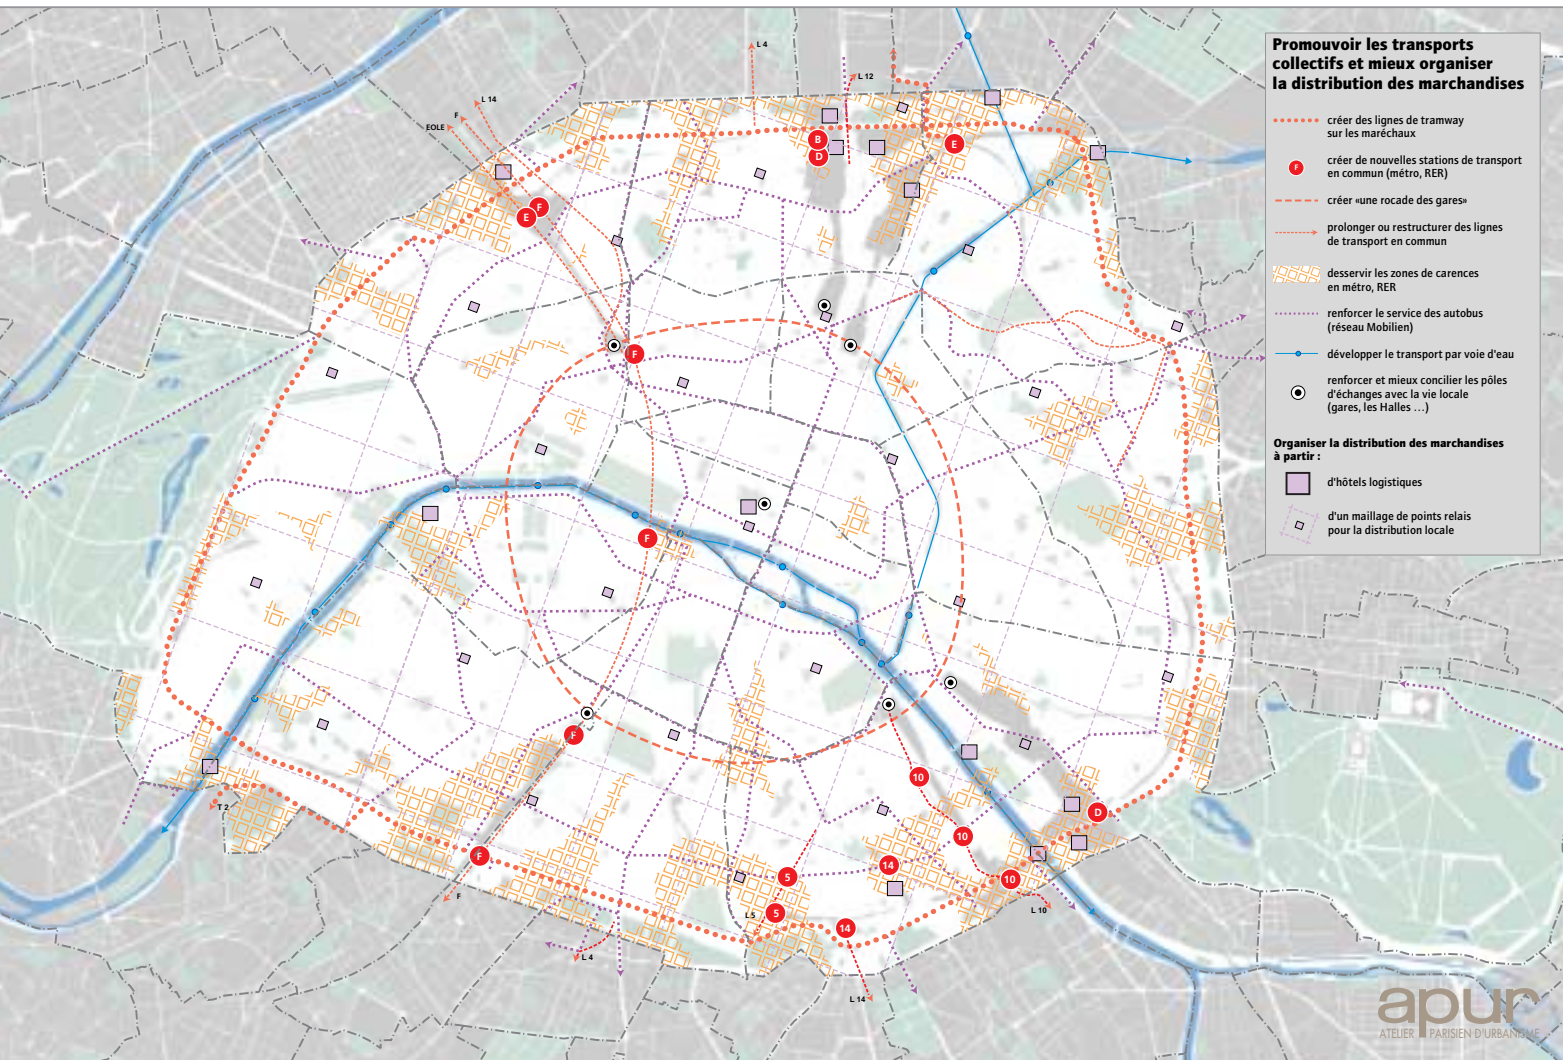 Promouvoir les transports
collectifs et mieux organiser
la distribution des marchandises
créer des lignes de tramway
sur les maréchaux
F
créer de nouvelles stations de transport
en commun (métro, RER)
créer «une rocade des gares»
prolonger ou restructurer des lignes
de transport en commun
desservir les zones de carences
en métro, RER
renforcer le service des autobus
(réseau Mobilien)
développer le transport par voie d'eau
renforcer et mieux concilier les pôles
d'échanges avec la vie locale
(gares, les Halles ...)
Organiser la distribution des marchandises
à partir :
d'hôtels logistiques
d'un maillage de points relais
pour la distribution locale
L 4
L 12
L 14
F
EOLE
B
D
E
F
E
F
F
F
10
10
10
D
T 2
F
F
5
5
L 5
14
14
L 4
L 10
L 14
apur
ATELIER PARISIEN D'URBANISME